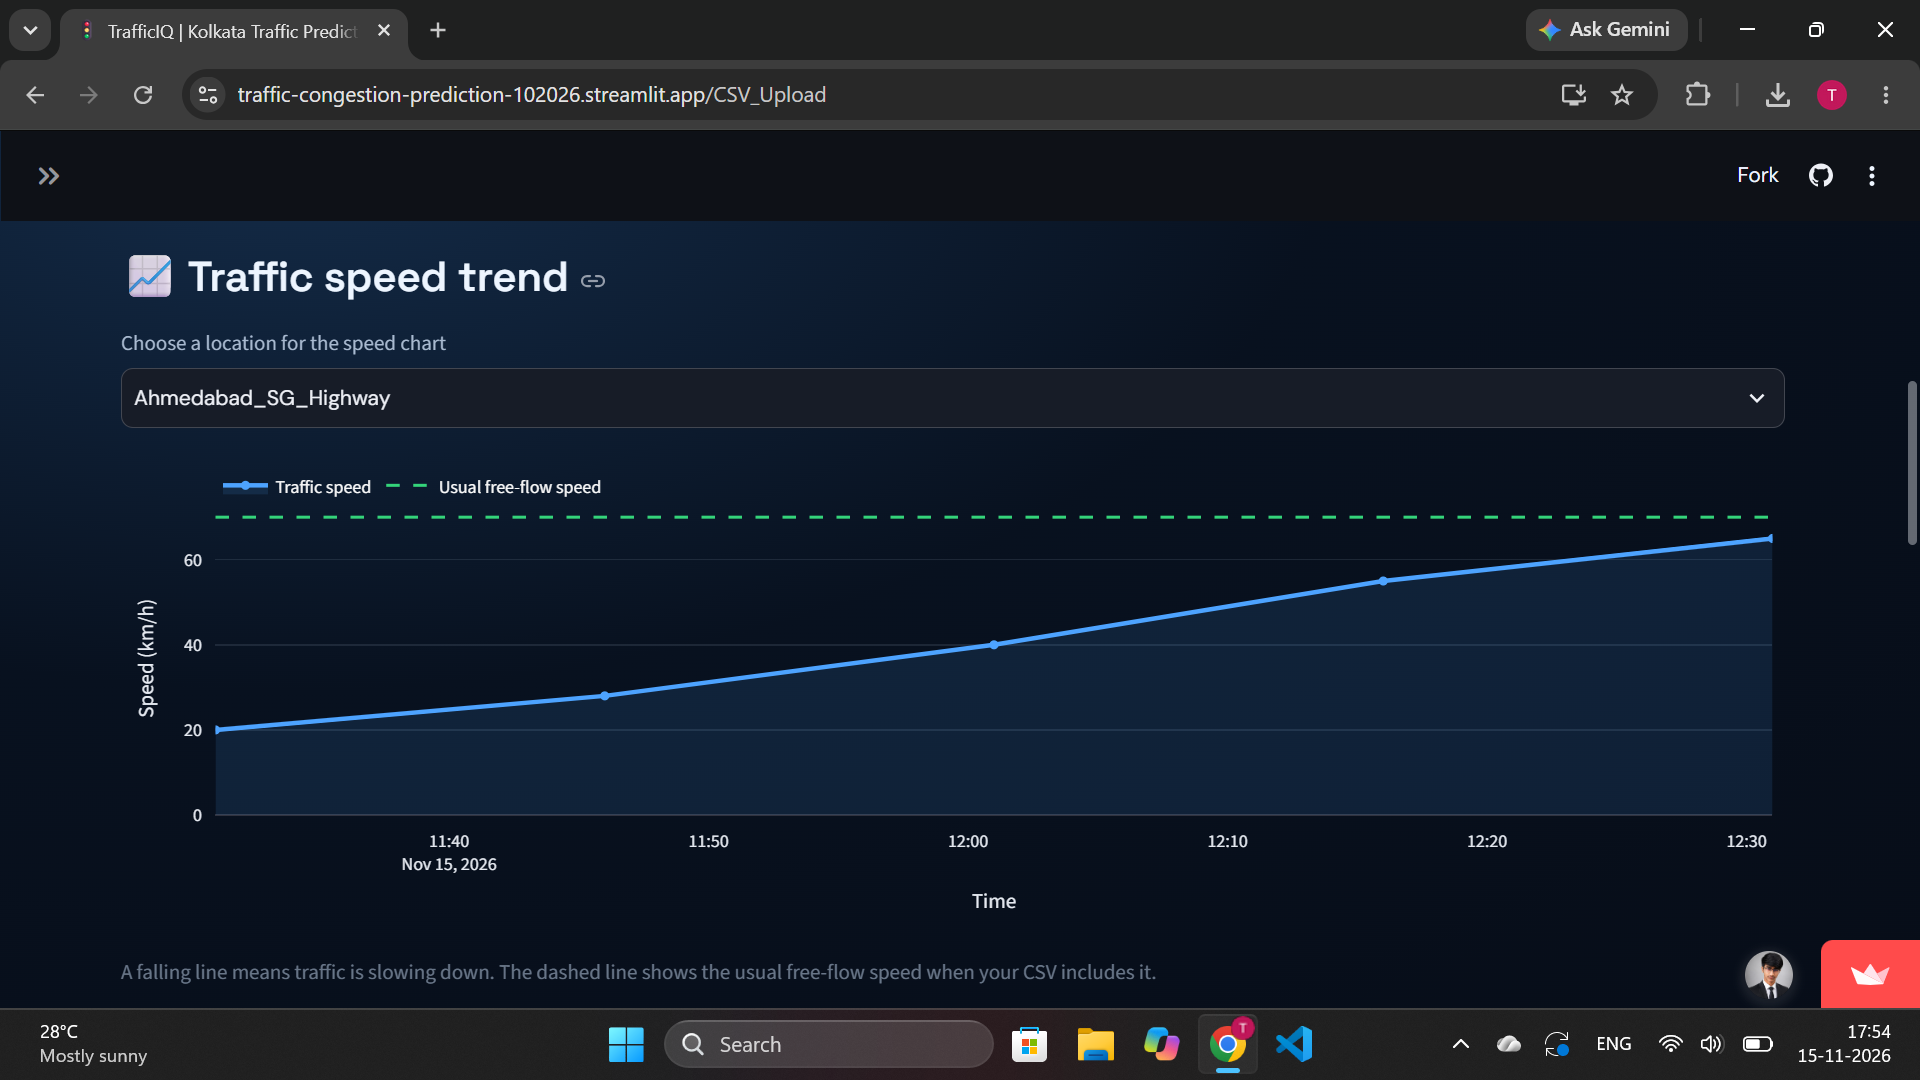 TrafficIQ | Kolkata Traffic Predict
Ask Gemini
traffic-congestion-prediction-102026.streamlit.app/CSV_Upload
T
Fork
Traffic speed trend
Choose a location for the speed chart
Ahmedabad_SG_Highway
Traffic speed
Usual free-flow speed
60
40
20
0
Speed (km/h)
11:40
Nov 15, 2026
11:50
12:00
12:10
12:20
12:30
Time
A falling line means traffic is slowing down. The dashed line shows the usual free-flow speed when your CSV includes it.
28°C
Mostly sunny
Search
T
ENG
17:54
15-11-2026